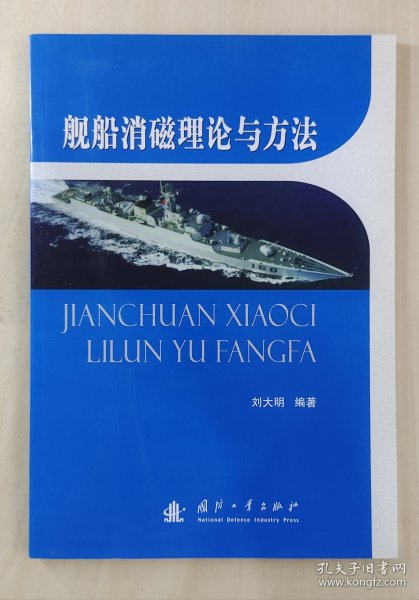 舰船消磁理论与方法
168
JIANCHUAN XIAOCI
LILUN YU FANGFA
刘大明 编著
国防工业出版社
National Defense Industry Press
孔夫子旧书网
www.kongfz.com